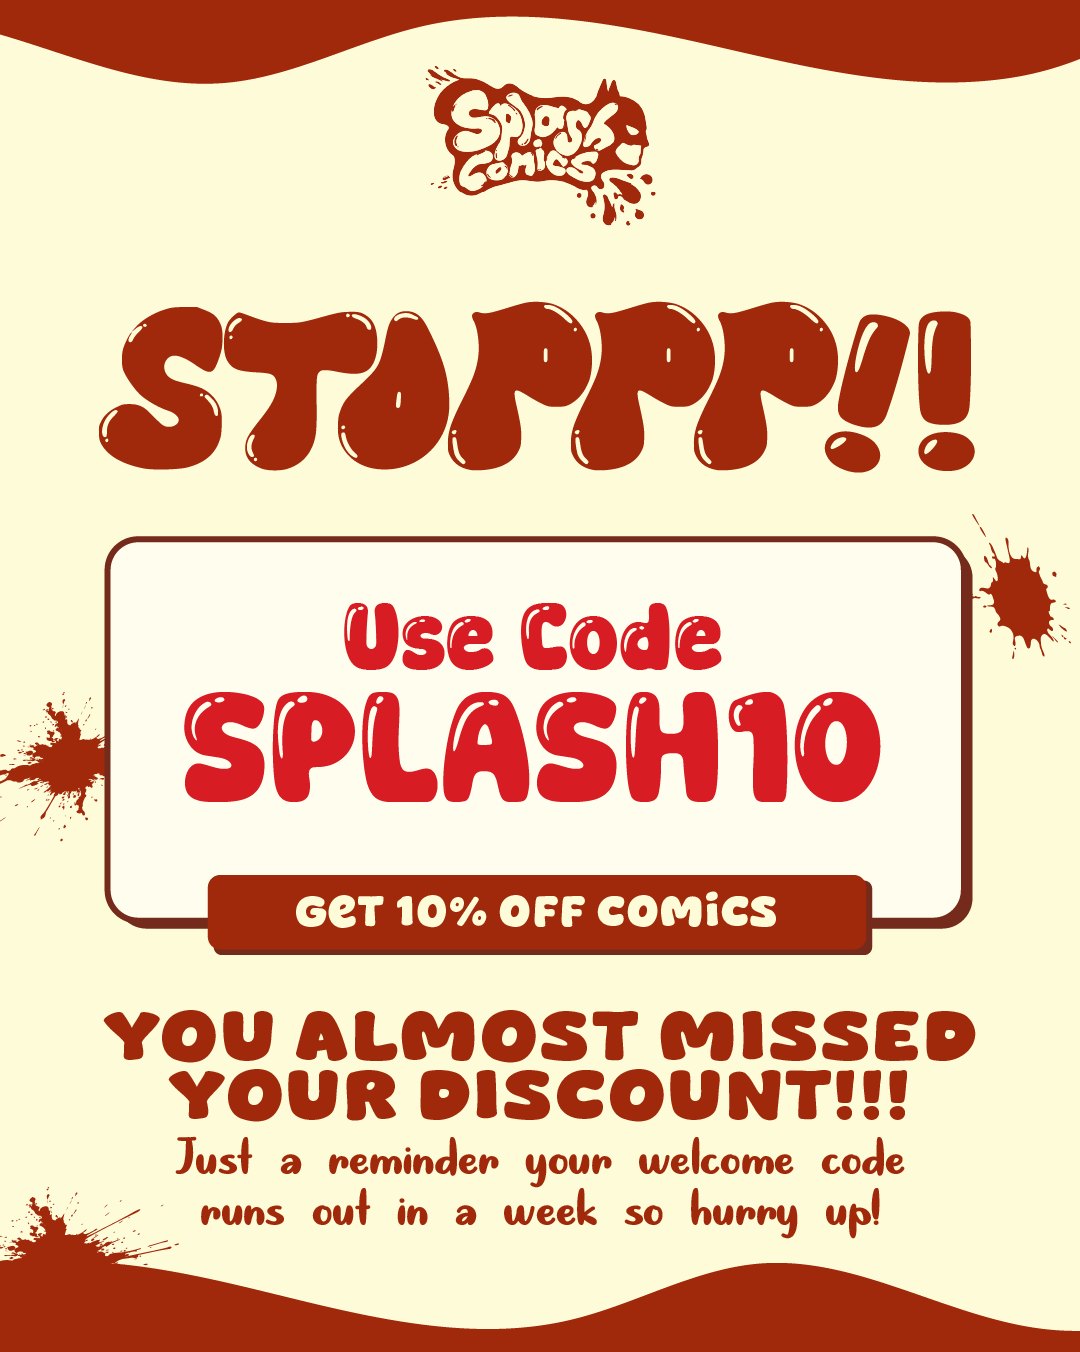 Splash
Comics
STOPPP!!
Use Code
SPLASH10
GET 10% OFF COMiCS
YOU ALMOST MISSED
YOUR DISCOUNT!!!
Just a reminder your welcome code
runs out in a week so hurry up!